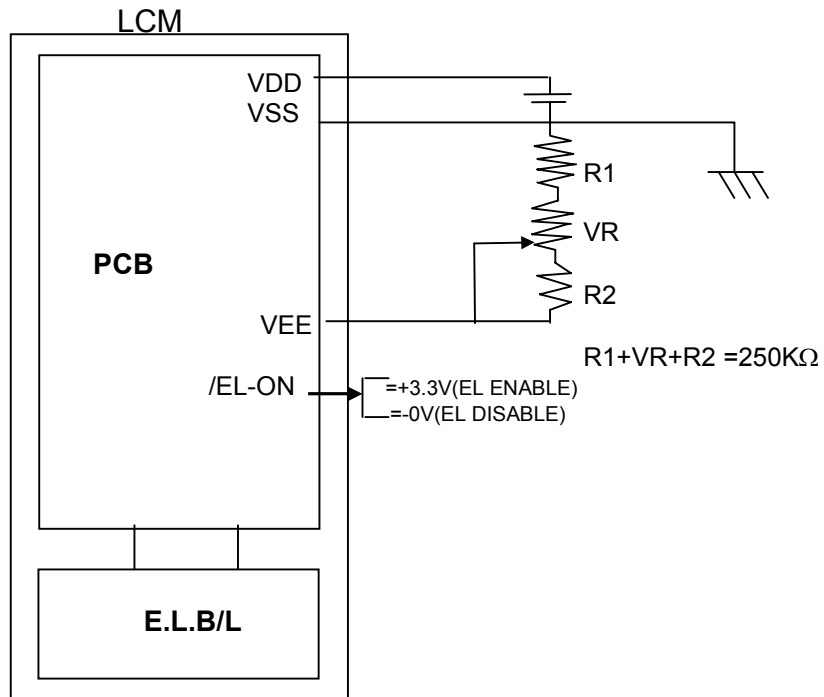 LCM
VDD
VSS
R1
VR
PCB
R2
VEE
R1+VR+R2 =250KΩ
/EL-ON
=+3.3V(EL ENABLE)
=-0V(EL DISABLE)
E.L.B/L